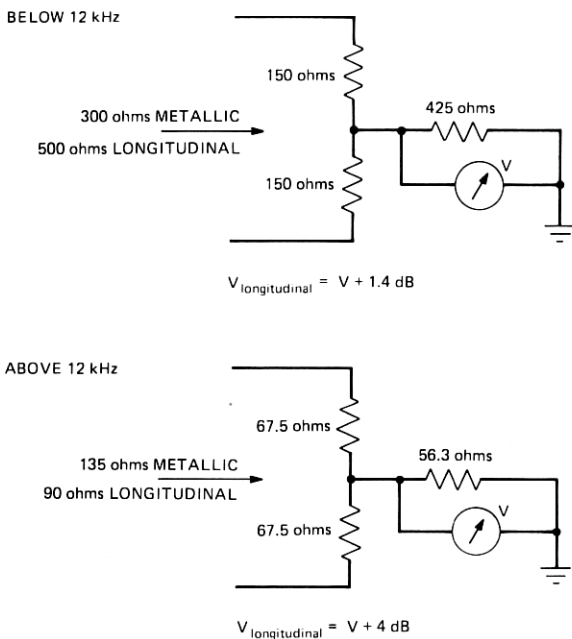 BELOW 12 kHz
150 ohms
425 ohms
300 ohms METALLIC
500 ohms LONGITUDINAL
V
150 ohms
V longitudinal = V + 1.4 dB
ABOVE 12 kHz
67.5 ohms
56.3 ohms
135 ohms METALLIC
90 ohms LONGITUDINAL
V
67.5 ohms
V longitudinal = V + 4 dB